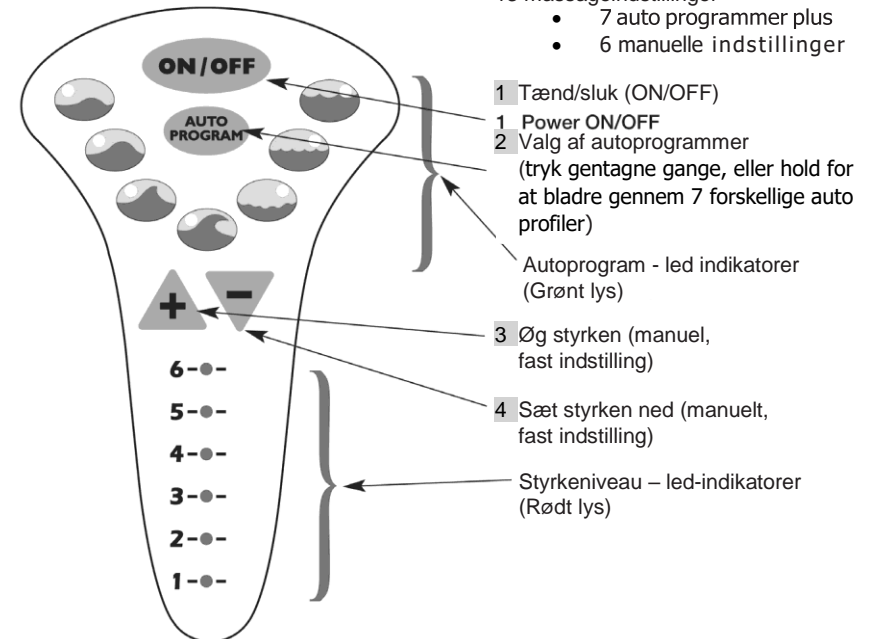 • 7 auto programmer plus
• 6 manuelle indstillinger
ON/OFF
AUTO
PROGRAM
1 Tænd/sluk (ON/OFF)
1 Power ON/OFF
2 Valg af autoprogrammer
(tryk gentagne gange, eller hold for
at bladre gennem 7 forskellige auto
profiler)
Autoprogram - led indikatorer
(Grønt lys)
+ -
3 Øg styrken (manuel,
fast indstilling)
6
5
4
3
2
1
4 Sæt styrken ned (manuelt,
fast indstilling)
Styrkeniveau – led-indikatorer
(Rødt lys)